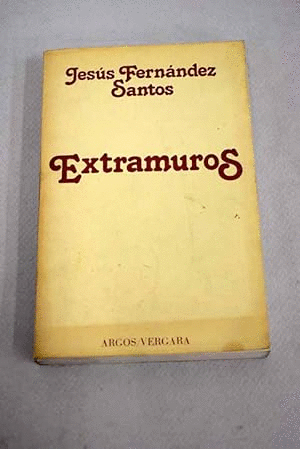 Jesús Fernández
Santos
Extramuros
ARGOS/VERGARA